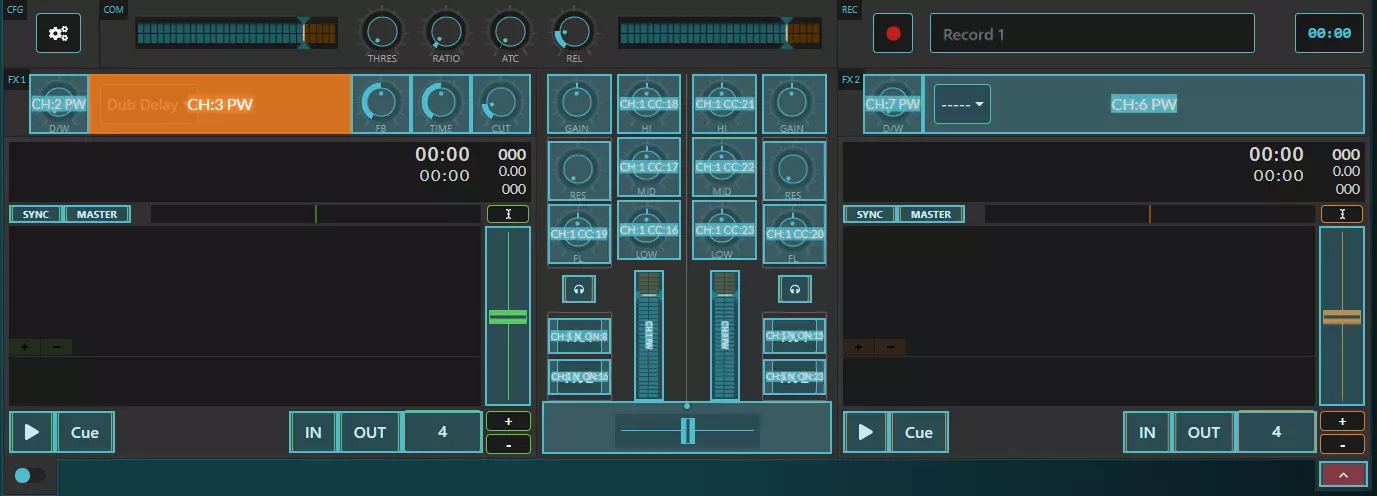 CFG
COM
THRES
RATIO
ATC
REL
REC
Record 1
00:00
FX 1
CH:2 PW
D/W
Dub Delay
CH:3 PW
FB
TIME
CUT
GAIN
CH:1 CC:18
HI
CH:1 CC:21
HI
GAIN
FX 2
CH:7 PW
D/W
-----
CH:6 PW
00:00
000
00:00
0.00
000
RES
CH:1 CC:17
MID
CH:1 CC:22
MID
RES
00:00
000
00:00
0.00
000
SYNC
MASTER
CH:1 CC:19
FL
CH:1 CC:16
LOW
CH:1 CC:23
LOW
CH:1 CC:20
FL
SYNC
MASTER
+
-
CH:1 N_ON:8
CH:1 N_ON:15
CH:1 N_ON:16
CH:1 N_ON:23
+
-
Cue
IN
OUT
4
+
-
Cue
IN
OUT
4
+
-